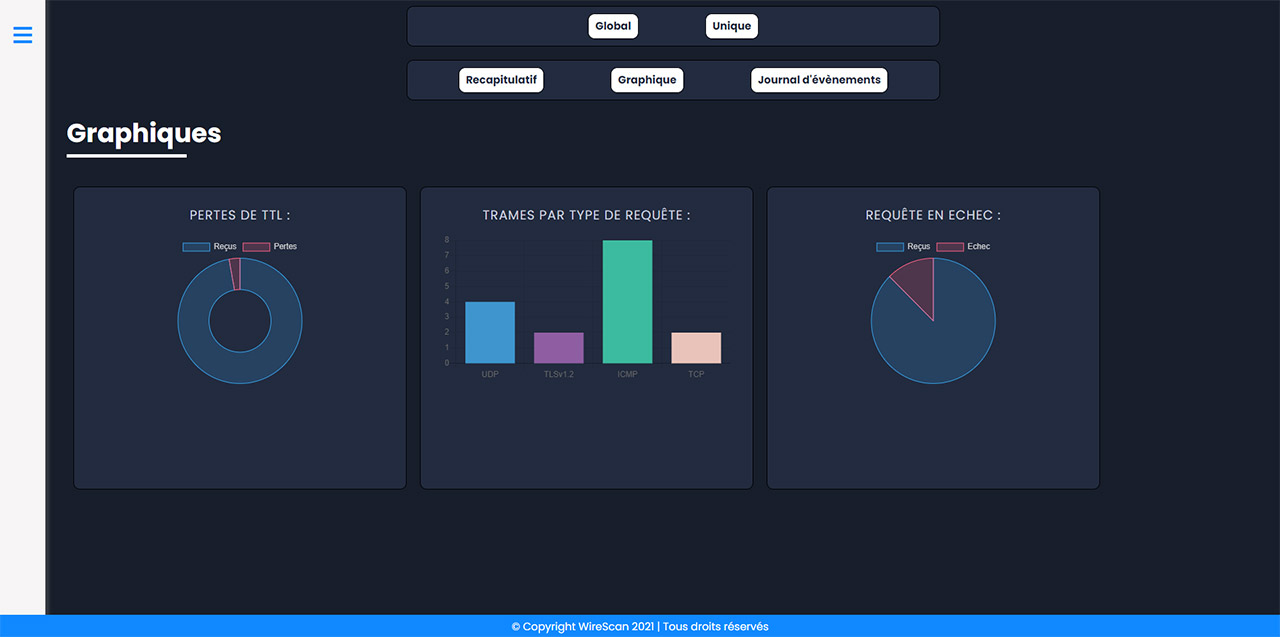 Global Unique
Recapitulatif Graphique Journal d'évènements
Graphiques
PERTES DE TTL :
Reçus Pertes
TRAMES PAR TYPE DE REQUÊTE :
8
7
6
5
4
3
2
1
0
UDP TLSv1.2 ICMP TCP
REQUÊTE EN ECHEC :
Reçus Echec
© Copyright WireScan 2021 | Tous droits réservés